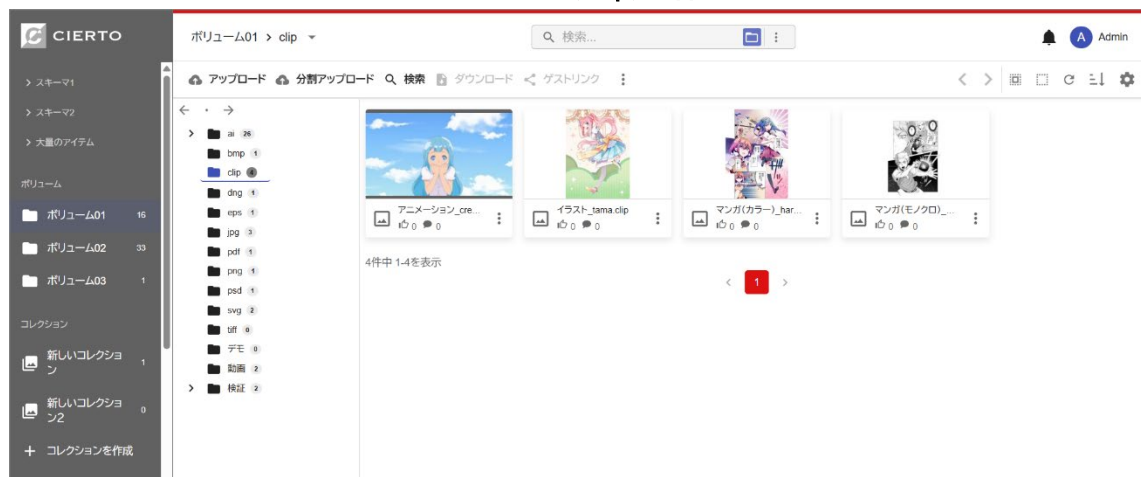 CIERTO
ボリューム01 > clip
検索...
A Admin
アップロード 分割アップロード 検索 ダウンロード ゲストリンク
> スキーマ1
> スキーマ2
> 大量のアイテム
ボリューム
ボリューム01 16
ボリューム02 33
ボリューム03 1
コレクション
新しいコレクショ
ン 1
新しいコレクショ
ン2 0
+ コレクションを作成
ai 26
bmp 1
clip 4
dng 1
eps 1
jpg 3
pdf 1
png 1
psd 1
svg 2
tiff 0
デモ 0
動画 2
検証 2
アニメーション_cre...
0 0
イラスト_tama.clip
0 0
マンガ(カラー)_har...
0 0
マンガ(モノクロ)_...
0 0
4件中 1-4を表示
< 1 >